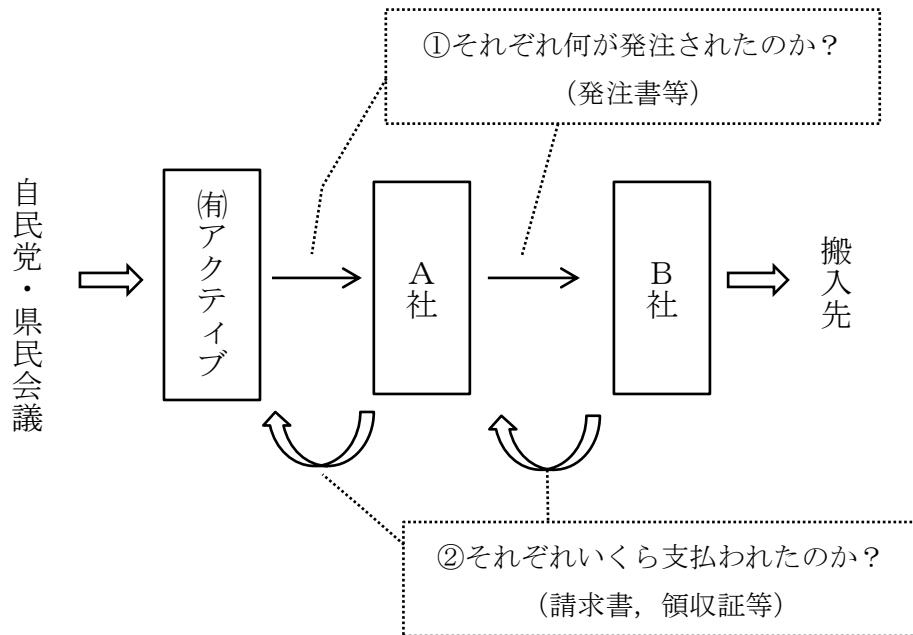 ①それぞれ何が発注されたのか？
（発注書等）
自民党・県民会議
㈲アクティブ
Ａ社
Ｂ社
搬入先
②それぞれいくら支払われたのか？
（請求書，領収証等）